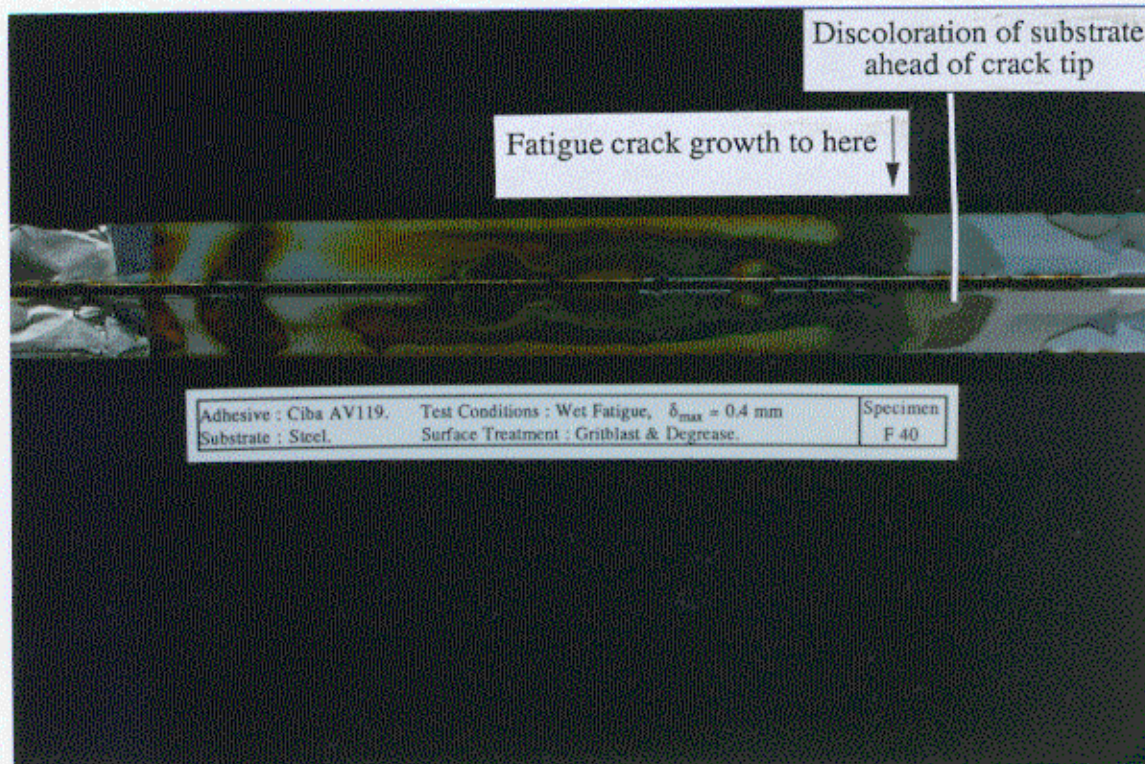 Discoloration of substrate
ahead of crack tip
Fatigue crack growth to here
Adhesive : Ciba AV119. Test Conditions : Wet Fatigue, δmax = 0.4 mm
Substrate : Steel. Surface Treatment : Gritblast & Degrease.
Specimen
F 40